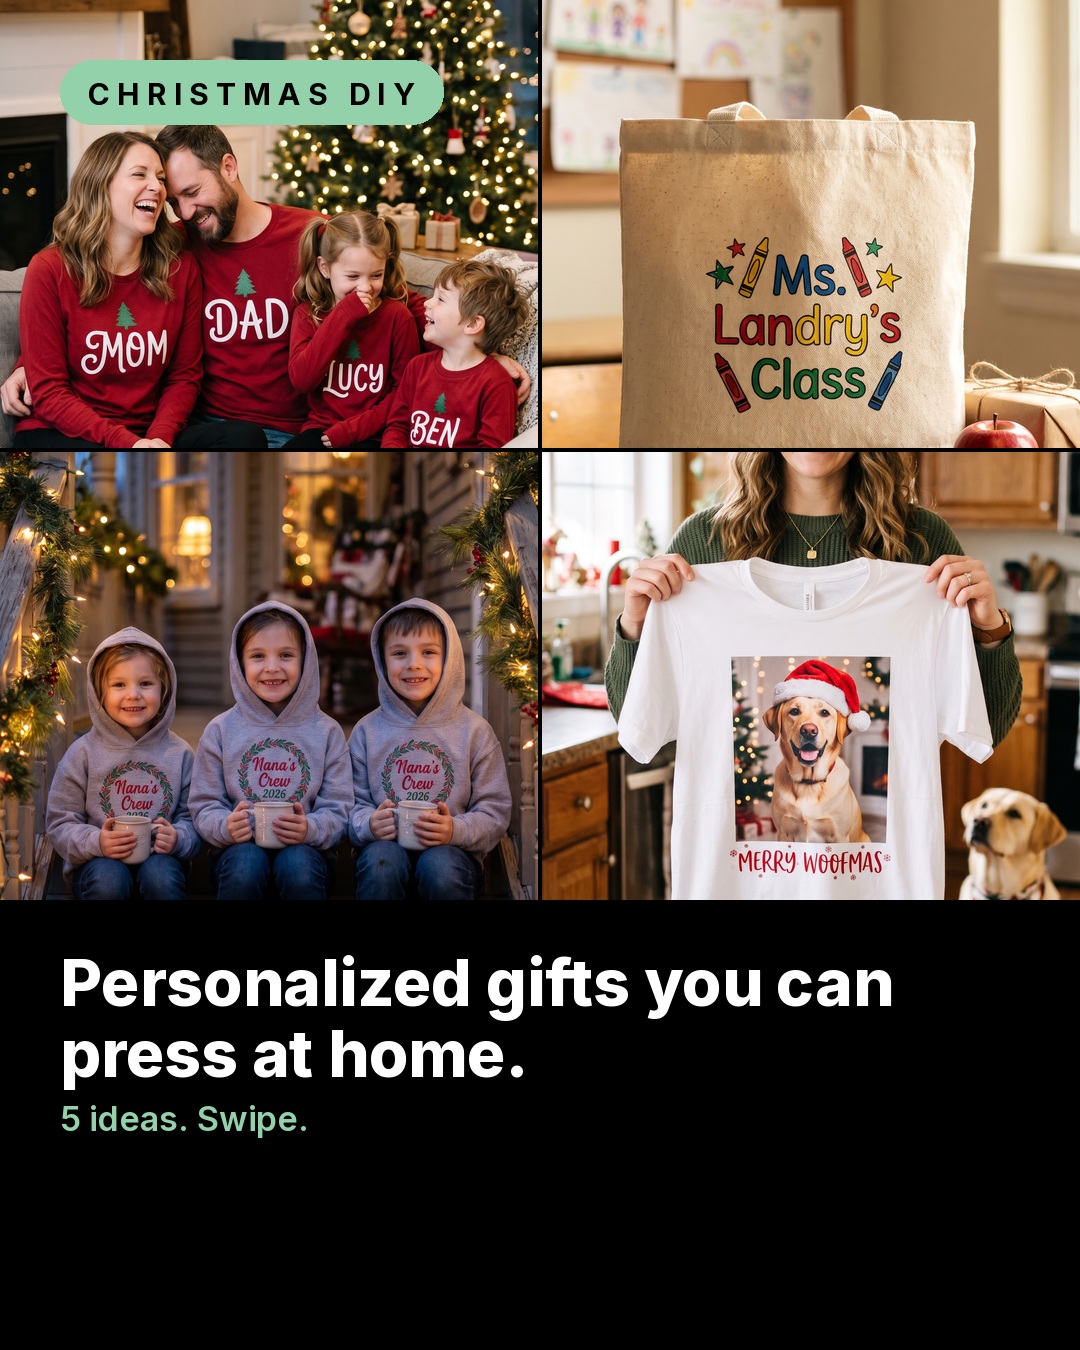 CHRISTMAS DIY
MOM
DAD
LUCY
BEN
Ms.
Landry's
Class
Nana's
Crew
2026
Nana's
Crew
2026
Nana's
Crew
2026
MERRY WOOFMAS
Personalized gifts you can
press at home.
5 ideas. Swipe.